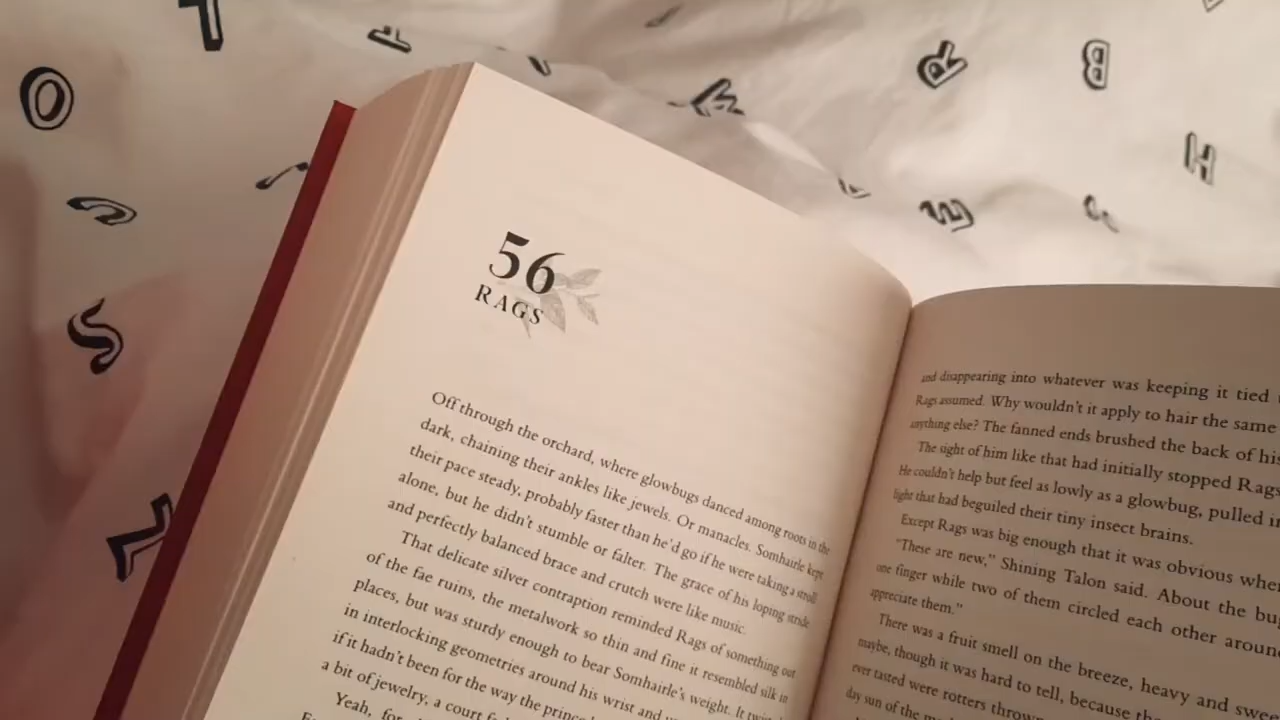 56
RAGS
Off through the orchard, where glowbugs danced among roots in the
dark, chaining their ankles like jewels. Or manacles. Somhairle kept
their pace steady, probably faster than he'd go if he were taking a stroll
alone, but he didn't stumble or falter. The grace of his loping stride
and perfectly balanced brace and crutch were like music.
That delicate silver contraption reminded Rags of something out
of the fae ruins, the metalwork so thin and fine it resembled silk in
places, but was sturdy enough to bear Somhairle's weight. It
in interlocking geometries around his wrist and
if it hadn't been for the way the
a bit of jewelry, a court
Yeah, for
and disappearing into whatever was keeping it tied
Rags assumed. Why wouldn't it apply to hair the same
anything else? The fanned ends brushed the back of his
The sight of him like that had initially stopped Rags
He couldn't help but feel as lowly as a glowbug, pulled
light that had beguiled their tiny insect brains.
Except Rags was big enough that it was obvious
"These are new," Shining Talon said. About the
one finger while two of them circled each other
appreciate them."
There was a fruit smell on the breeze, heavy and
maybe, though it was hard to tell, because
ever tasted were rotters
day sun of the
O
S
B
H
R